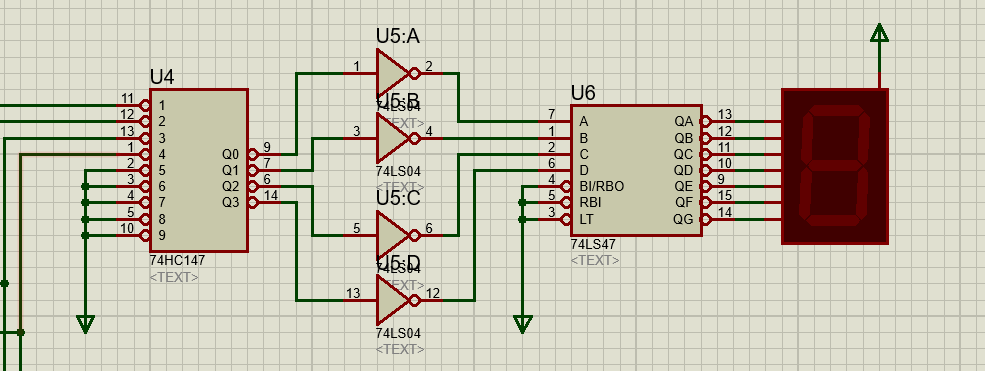 U4
11 1
12 2
13 3
1 4
2 5
3 6
4 7
5 8
10 9
Q0 9
Q1 7
Q2 6
Q3 14
74HC147
<TEXT>
U5:A
1 2
74LS04
<TEXT>
U5:B
3 4
74LS04
<TEXT>
U5:C
5 6
74LS04
<TEXT>
U5:D
13 12
74LS04
<TEXT>
U6
7 A
1 B
2 C
6 D
4 BI/RBO
5 RBI
3 LT
QA 13
QB 12
QC 11
QD 10
QE 9
QF 15
QG 14
74LS47
<TEXT>